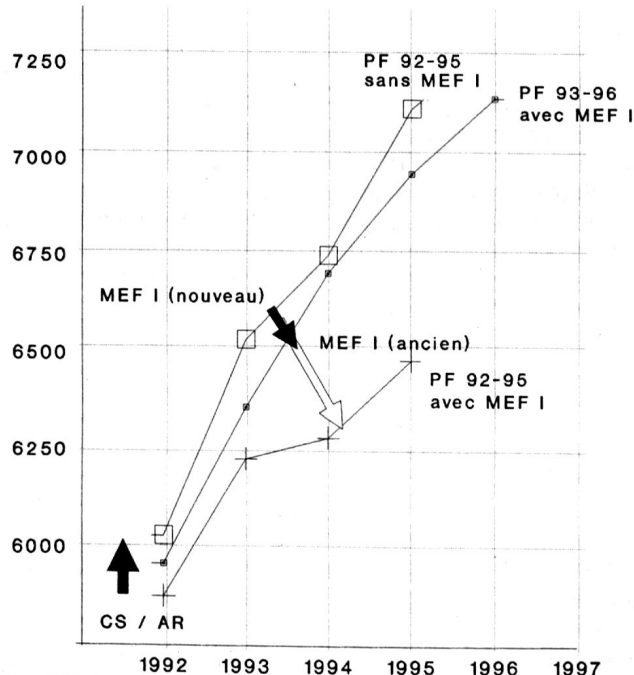 7250
7000
6750
6500
6250
6000
PF 92-95
sans MEF I
PF 93-96
avec MEF I
MEF I (nouveau)
MEF I (ancien)
PF 92-95
avec MEF I
CS / AR
1992 1993 1994 1995 1996 1997